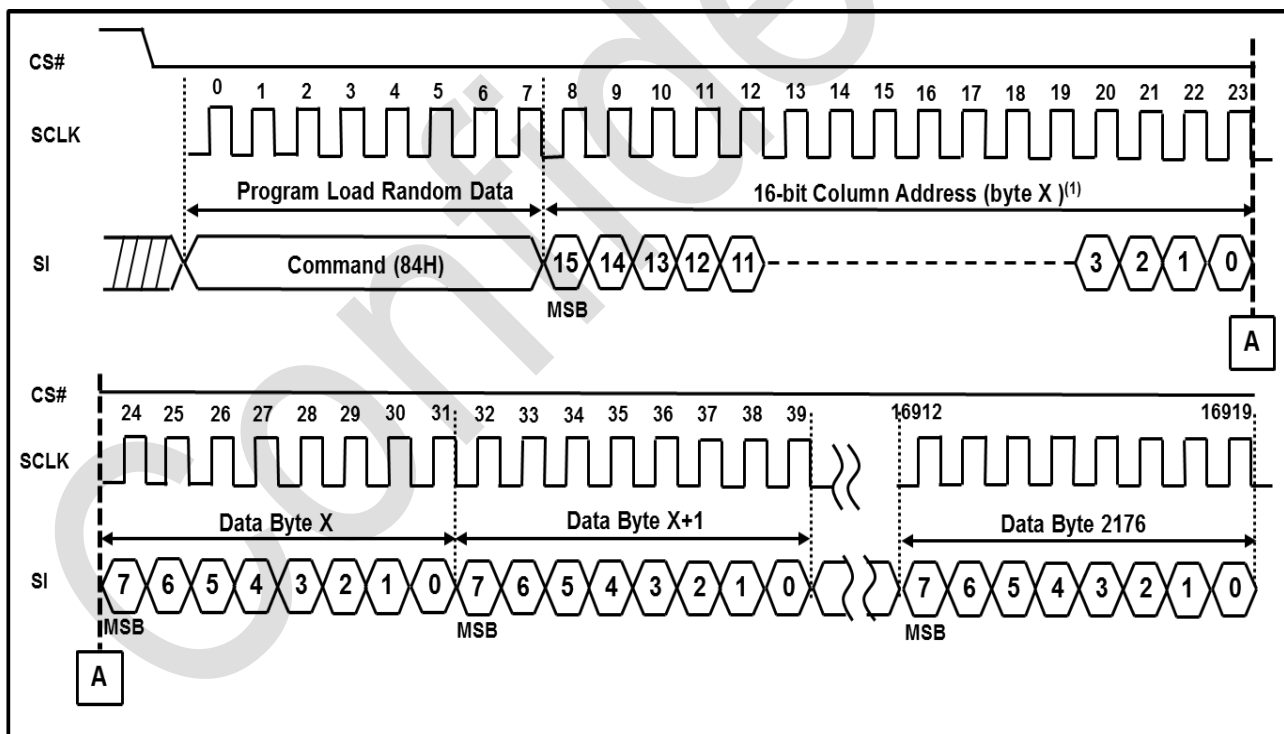 CS#
0 1 2 3 4 5 6 7 8 9 10 11 12 13 14 15 16 17 18 19 20 21 22 23
SCLK
Program Load Random Data 16-bit Column Address (byte X )(1)
SI Command (84H) 15 14 13 12 11 3 2 1 0
MSB
A
CS#
24 25 26 27 28 29 30 31 32 33 34 35 36 37 38 39 16912 16919
SCLK
Data Byte X Data Byte X+1 Data Byte 2176
SI 7 6 5 4 3 2 1 0 7 6 5 4 3 2 1 0 7 6 5 4 3 2 1 0
MSB MSB MSB
A
Confide